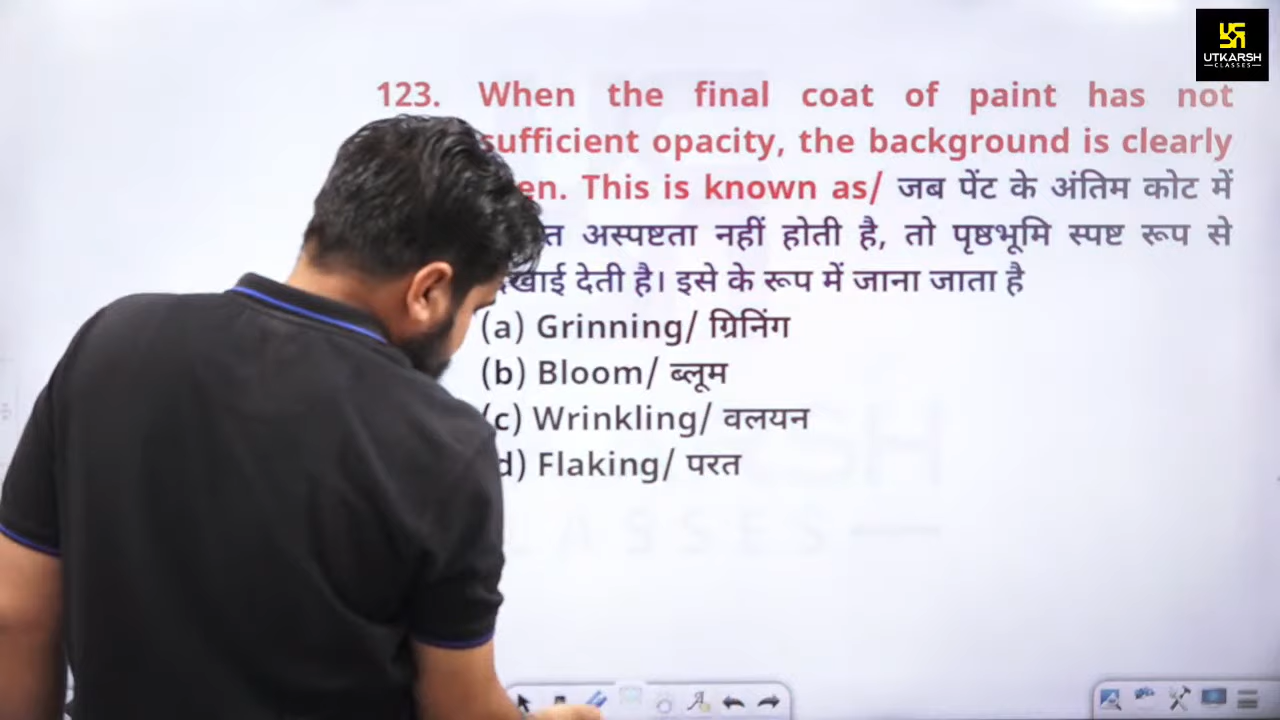 UTKARSH
CLASSES
123. When the final coat of paint has not
sufficient opacity, the background is clearly
This is known as/ जब पेंट के अंतिम कोट में
अस्पष्टता नहीं होती है, तो पृष्ठभूमि स्पष्ट रूप से
देती है। इसे के रूप में जाना जाता है
(a) Grinning/ ग्रिनिंग
(b) Bloom/ ब्लूम
(c) Wrinkling/ वलयन
d) Flaking/ परत